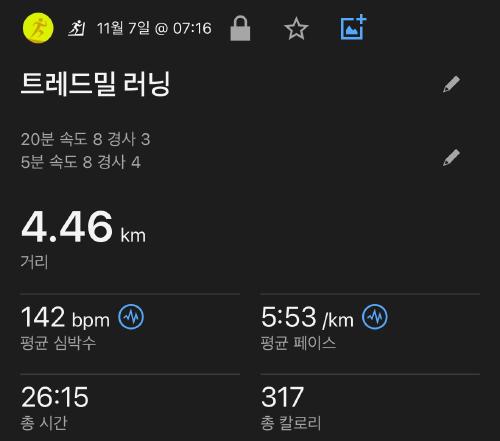 11월 7일 @ 07:16
트레드밀 러닝
20분 속도 8 경사 3
5분 속도 8 경사 4
4.46 km
거리
142 bpm
평균 심박수
5:53 /km
평균 페이스
26:15
총 시간
317
총 칼로리